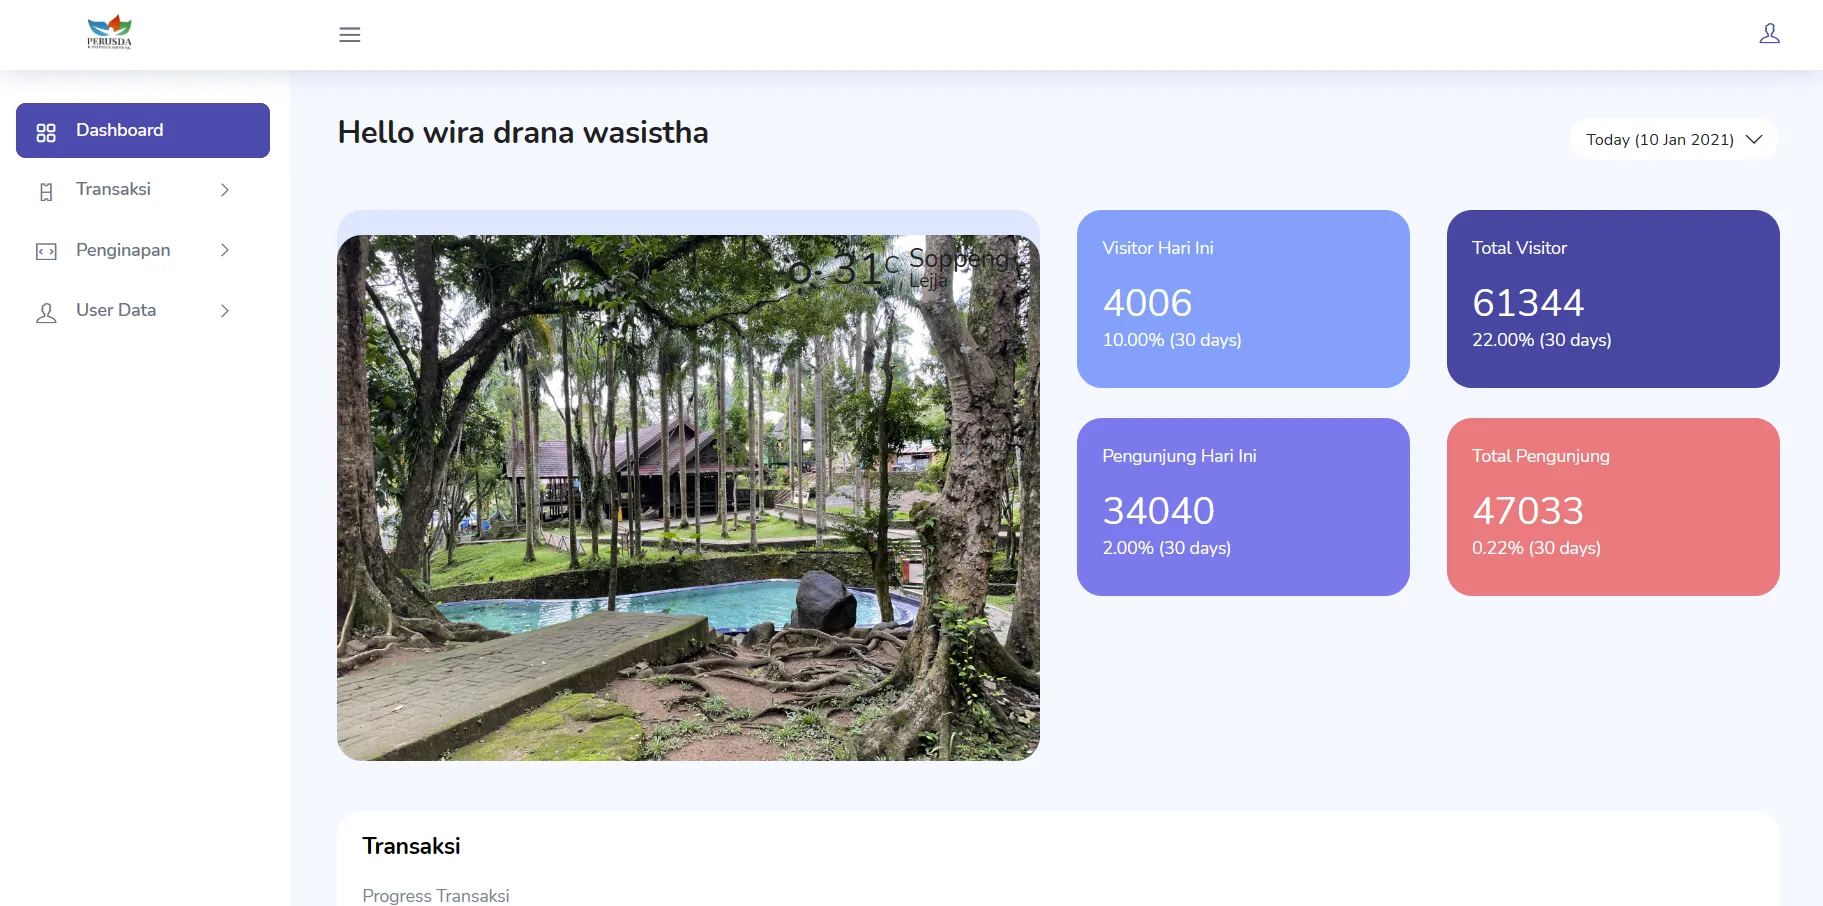 PERUSDA
Hello wira drana wasistha
Today (10 Jan 2021)
Dashboard
Transaksi
Penginapan
User Data
31C
Soppeng
Lejja
Visitor Hari Ini
4006
10.00% (30 days)
Total Visitor
61344
22.00% (30 days)
Pengunjung Hari Ini
34040
2.00% (30 days)
Total Pengunjung
47033
0.22% (30 days)
Transaksi
Progress Transaksi